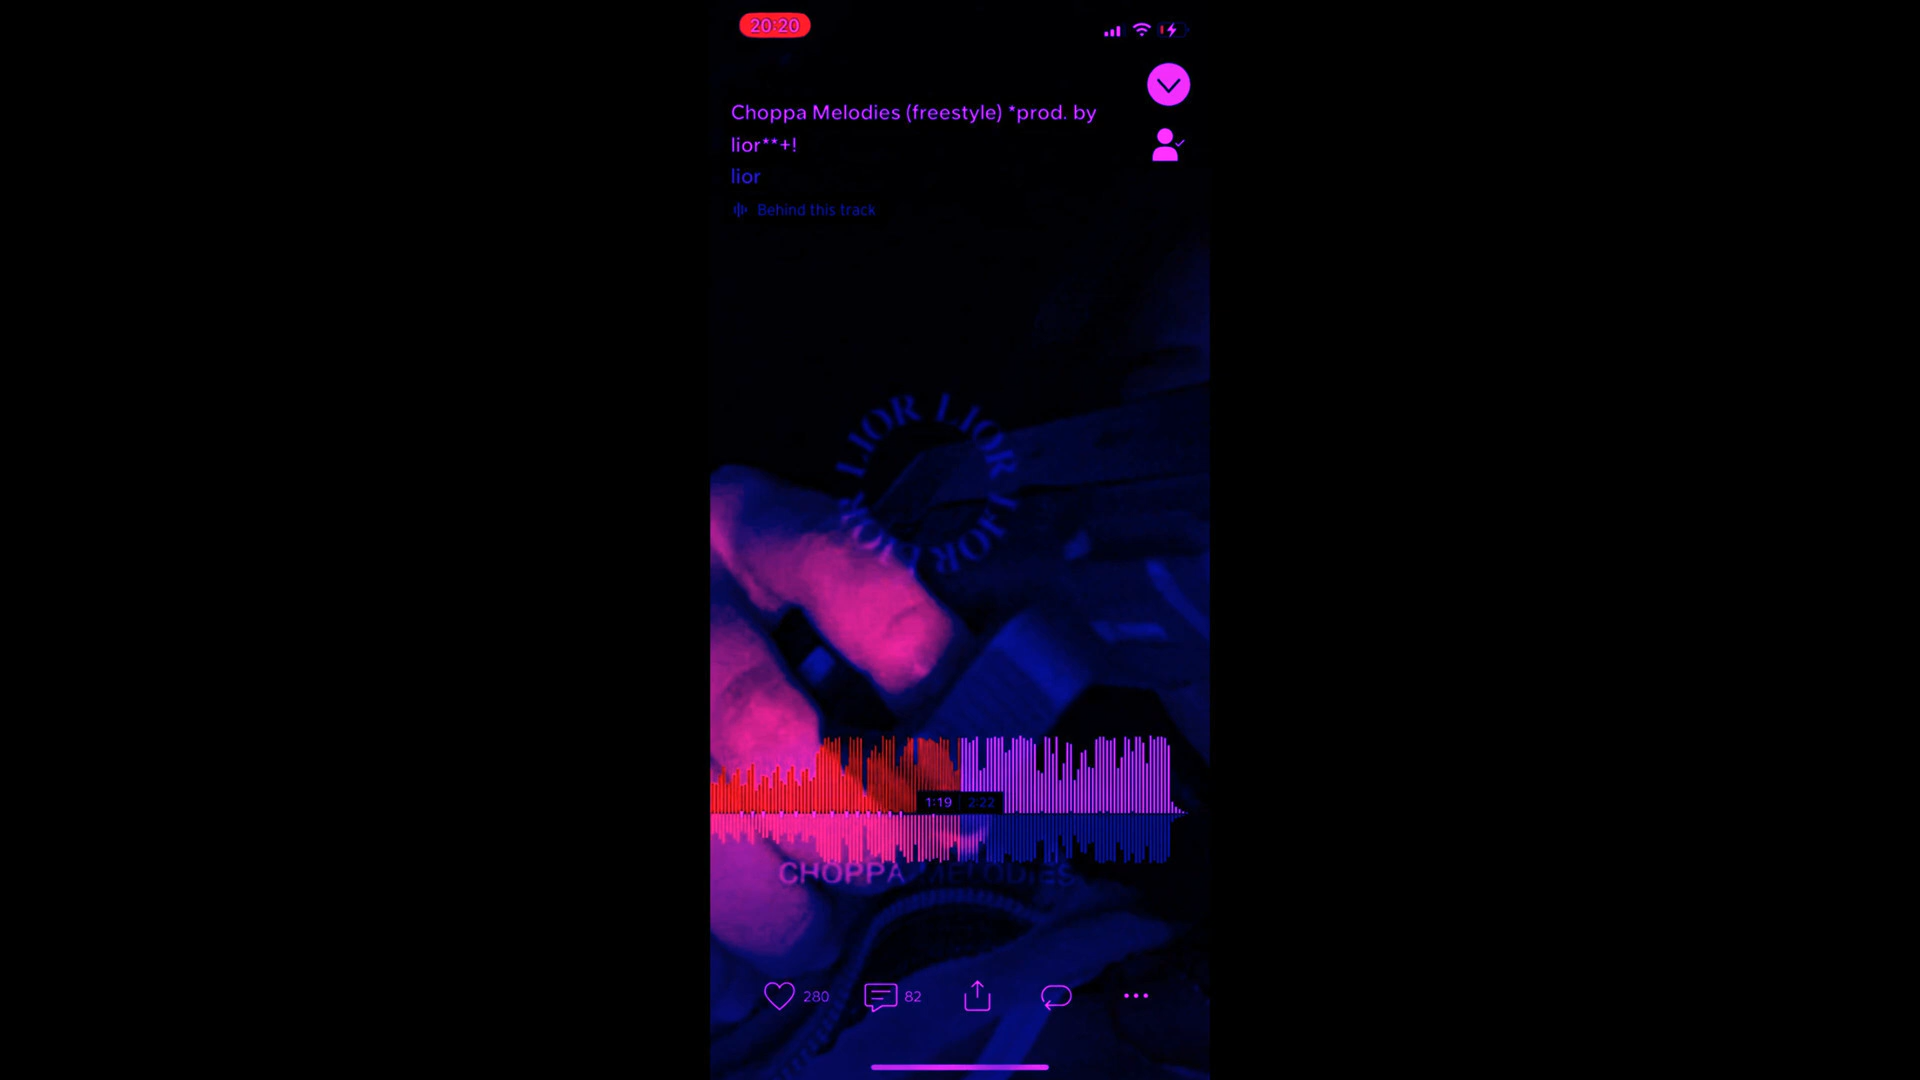 20:20
Choppa Melodies (freestyle) *prod. by
lior**+!
lior
Behind this track
LIOR LIOR LIOR LIOR LIOR
1:19 2:22
CHOPPA MELODIES
280 82